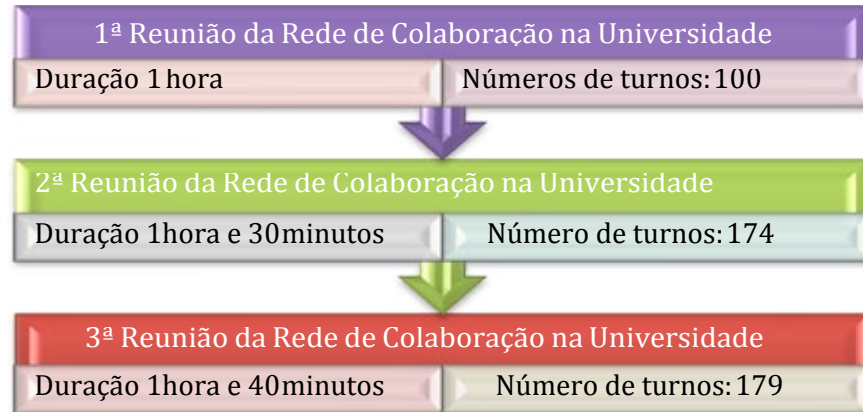 1ª Reunião da Rede de Colaboração na Universidade
Duração 1 hora
Números de turnos: 100
2ª Reunião da Rede de Colaboração na Universidade
Duração 1hora e 30minutos
Número de turnos: 174
3ª Reunião da Rede de Colaboração na Universidade
Duração 1hora e 40minutos
Número de turnos: 179